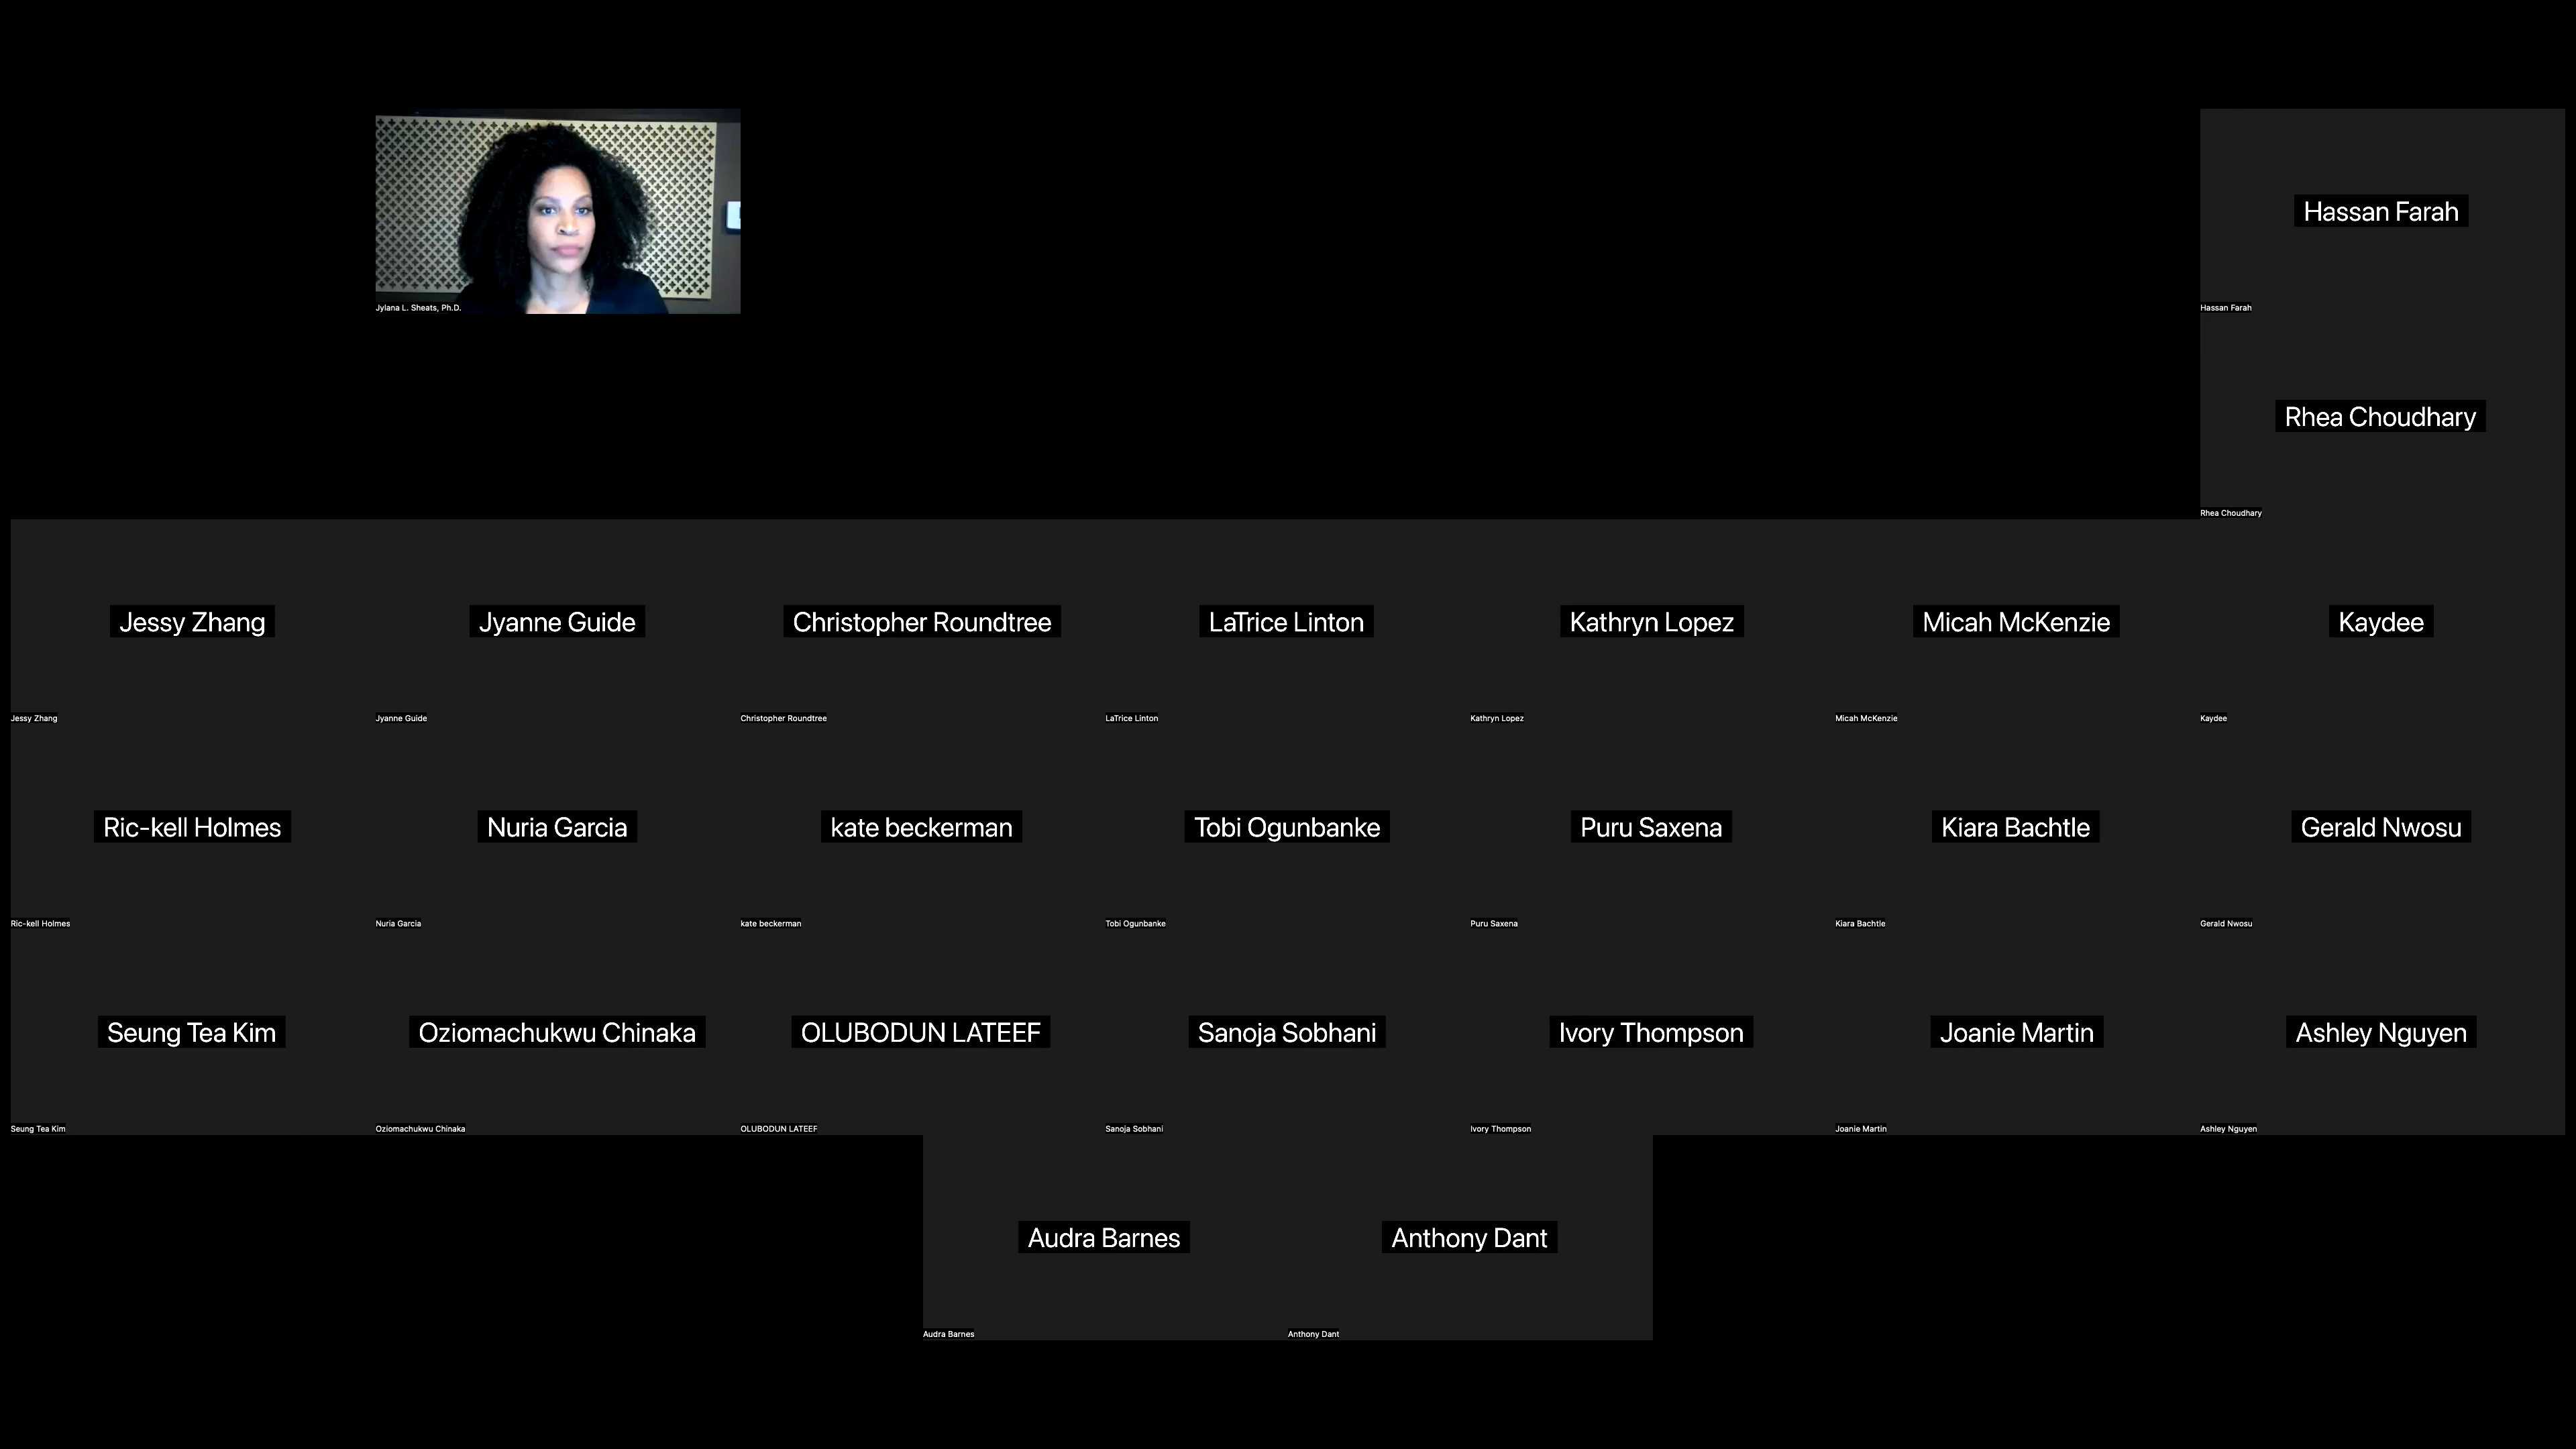 Hassan Farah
Jylana L. Sheats, Ph.D.
Hassan Farah
Rhea Choudhary
Rhea Choudhary
Jessy Zhang
Jyanne Guide
Christopher Roundtree
LaTrice Linton
Kathryn Lopez
Micah McKenzie
Kaydee
Jessy Zhang
Jyanne Guide
Christopher Roundtree
LaTrice Linton
Kathryn Lopez
Micah McKenzie
Kaydee
Ric-kell Holmes
Nuria Garcia
kate beckerman
Tobi Ogunbanke
Puru Saxena
Kiara Bachtle
Gerald Nwosu
Ric-kell Holmes
Nuria Garcia
kate beckerman
Tobi Ogunbanke
Puru Saxena
Kiara Bachtle
Gerald Nwosu
Seung Tea Kim
Oziomachukwu Chinaka
OLUBODUN LATEEF
Sanoja Sobhani
Ivory Thompson
Joanie Martin
Ashley Nguyen
Seung Tea Kim
Oziomachukwu Chinaka
OLUBODUN LATEEF
Sanoja Sobhani
Ivory Thompson
Joanie Martin
Ashley Nguyen
Audra Barnes
Anthony Dant
Audra Barnes
Anthony Dant